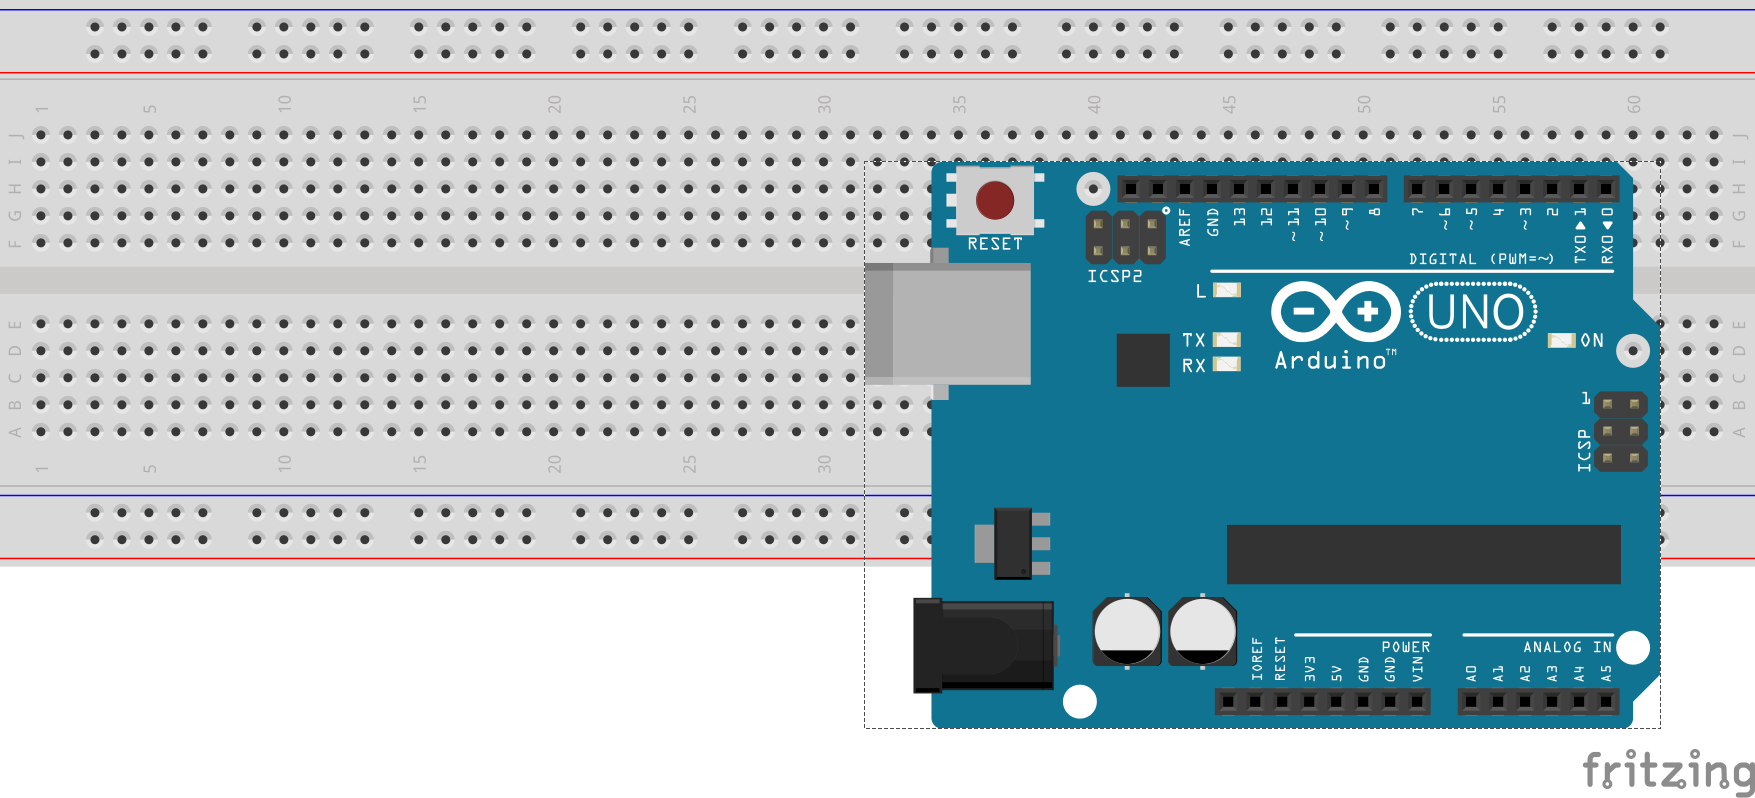 1 5 10 15 20 25 30 35 40 45 50 55 60
J J
I I
H H
G G
F F
RESET
ICSP2
AREF GND 13 12 ~11 ~10 ~9 8 7 ~6 ~5 4 ~3 2 TX0▶1 RX0◀0
DIGITAL (PWM=~)
L
TX
RX
UNO
Arduino™
ON
E E
D D
C C
B B
A A
1
ICSP
1 5 10 15 20 25 30
POWER
ANALOG IN
IOREF RESET 3V3 5V GND GND VIN A0 A1 A2 A3 A4 A5
fritzing